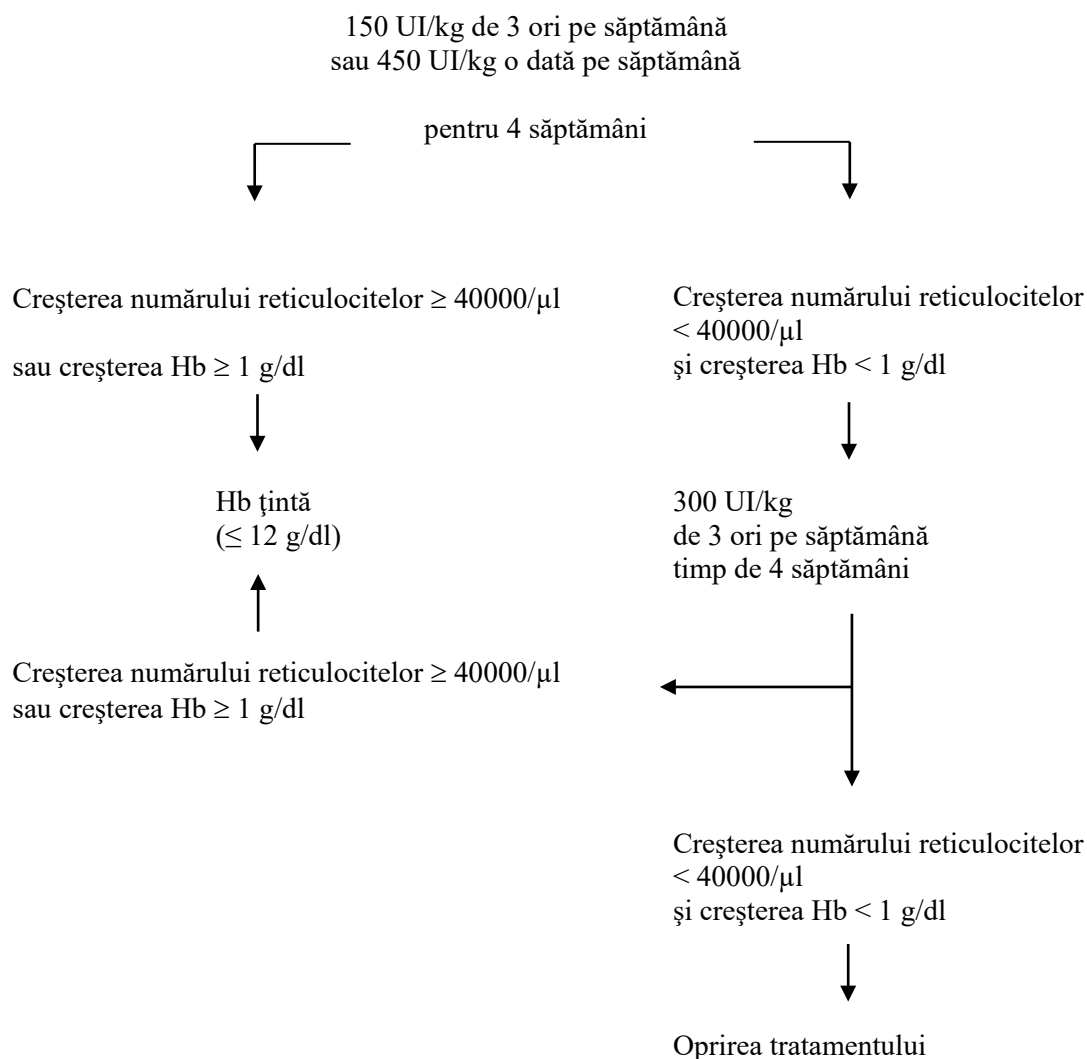 150 UI/kg de 3 ori pe săptămână
sau 450 UI/kg o dată pe săptămână
pentru 4 săptămâni
Creşterea numărului reticulocitelor ≥ 40000/µl
sau creşterea Hb ≥ 1 g/dl
Creşterea numărului reticulocitelor
< 40000/µl
şi creşterea Hb < 1 g/dl
Hb ţintă
(≤ 12 g/dl)
300 UI/kg
de 3 ori pe săptămână
timp de 4 săptămâni
Creşterea numărului reticulocitelor ≥ 40000/µl
sau creşterea Hb ≥ 1 g/dl
Creşterea numărului reticulocitelor
< 40000/µl
şi creşterea Hb < 1 g/dl
Oprirea tratamentului